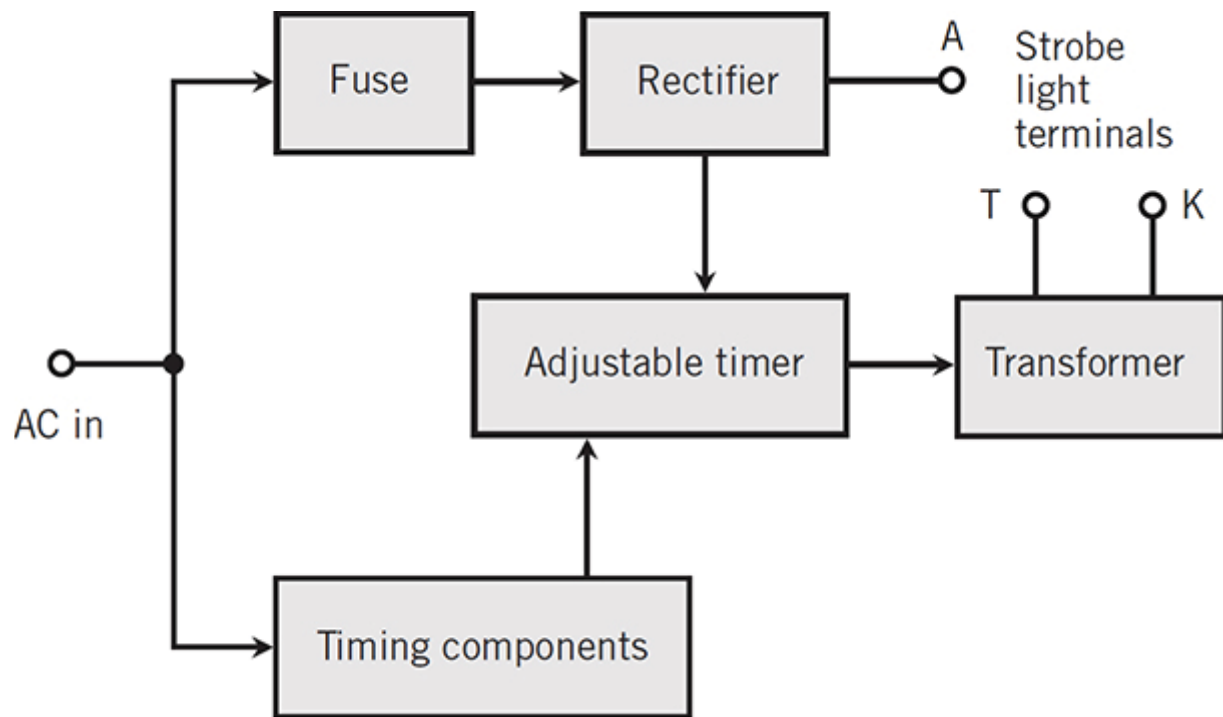 Fuse
Rectifier
A
Strobe
light
terminals
T
K
AC in
Adjustable timer
Transformer
Timing components